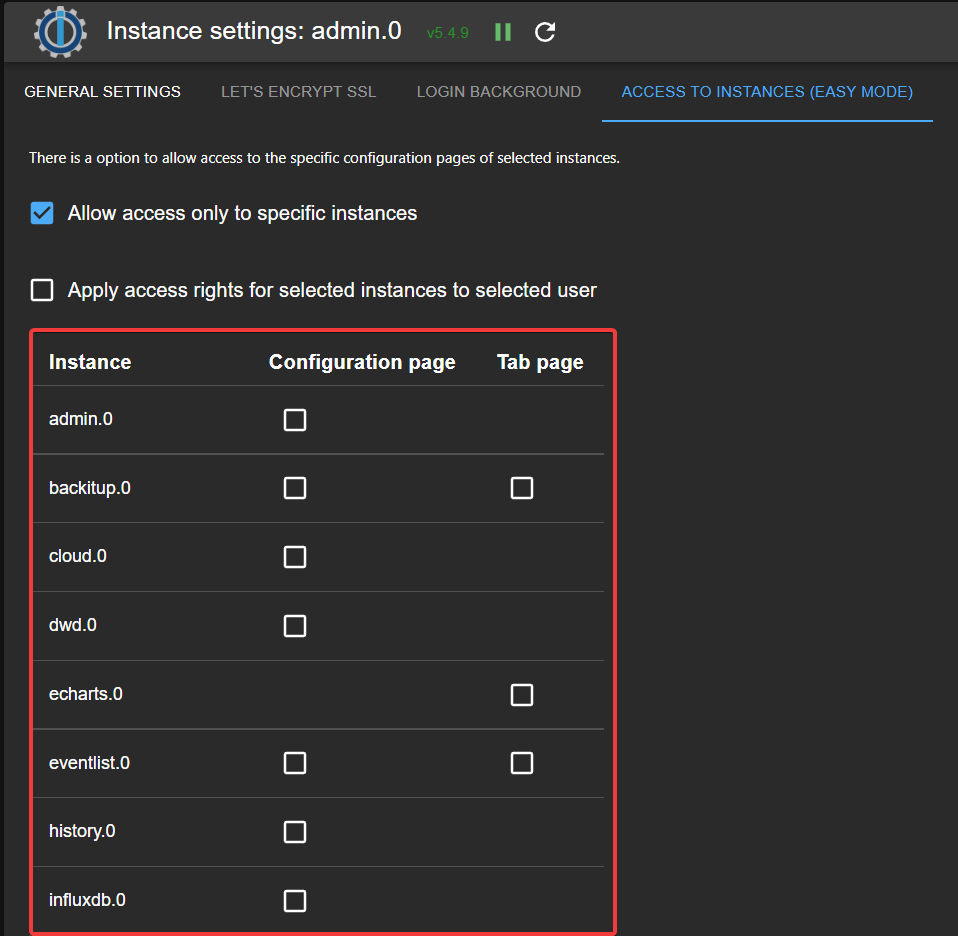 Instance settings: admin.0 v5.4.9
GENERAL SETTINGS LET'S ENCRYPT SSL LOGIN BACKGROUND ACCESS TO INSTANCES (EASY MODE)
There is a option to allow access to the specific configuration pages of selected instances.
Allow access only to specific instances
Apply access rights for selected instances to selected user
Instance Configuration page Tab page
admin.0
backitup.0
cloud.0
dwd.0
echarts.0
eventlist.0
history.0
influxdb.0